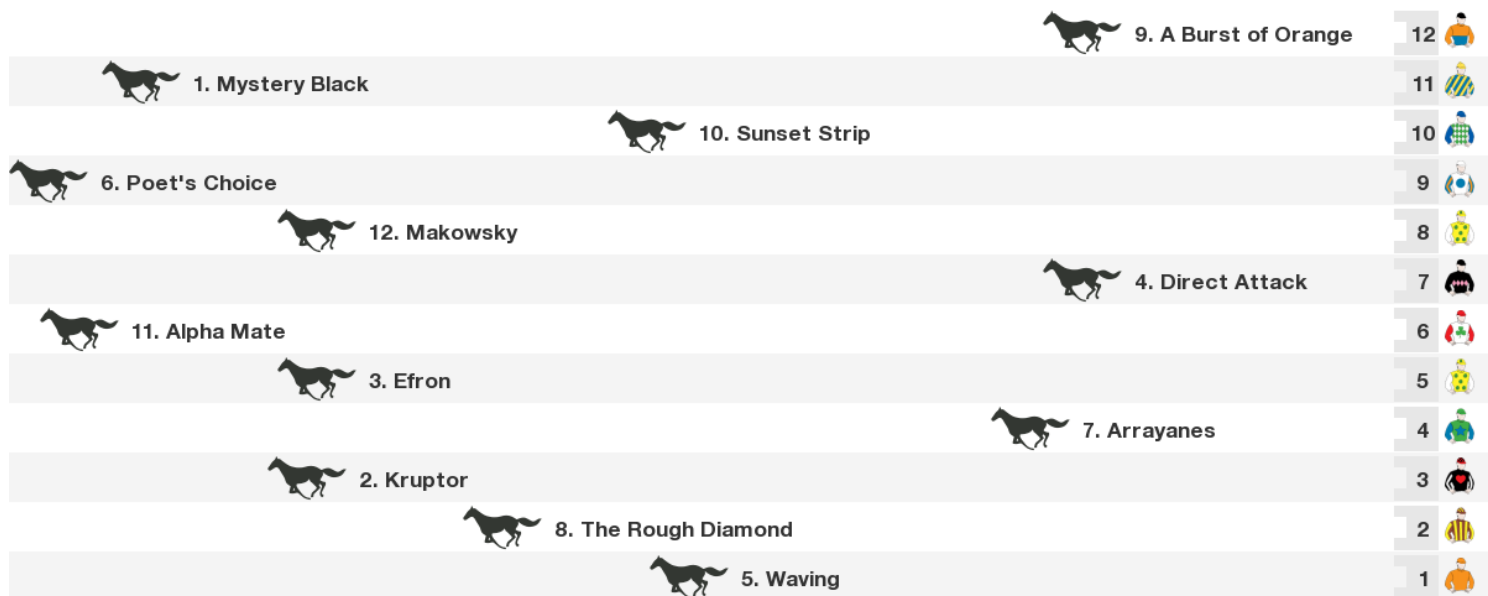 9. A Burst of Orange 12
1. Mystery Black 11
10. Sunset Strip 10
6. Poet's Choice 9
12. Makowsky 8
4. Direct Attack 7
11. Alpha Mate 6
3. Efron 5
7. Arrayanes 4
2. Kruptor 3
8. The Rough Diamond 2
5. Waving 1